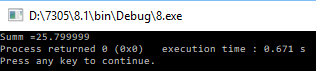 D:\7305\8.1\bin\Debug\8.exe
Summ =25.799999
Process returned 0 (0x0)   execution time : 0.671 s
Press any key to continue.